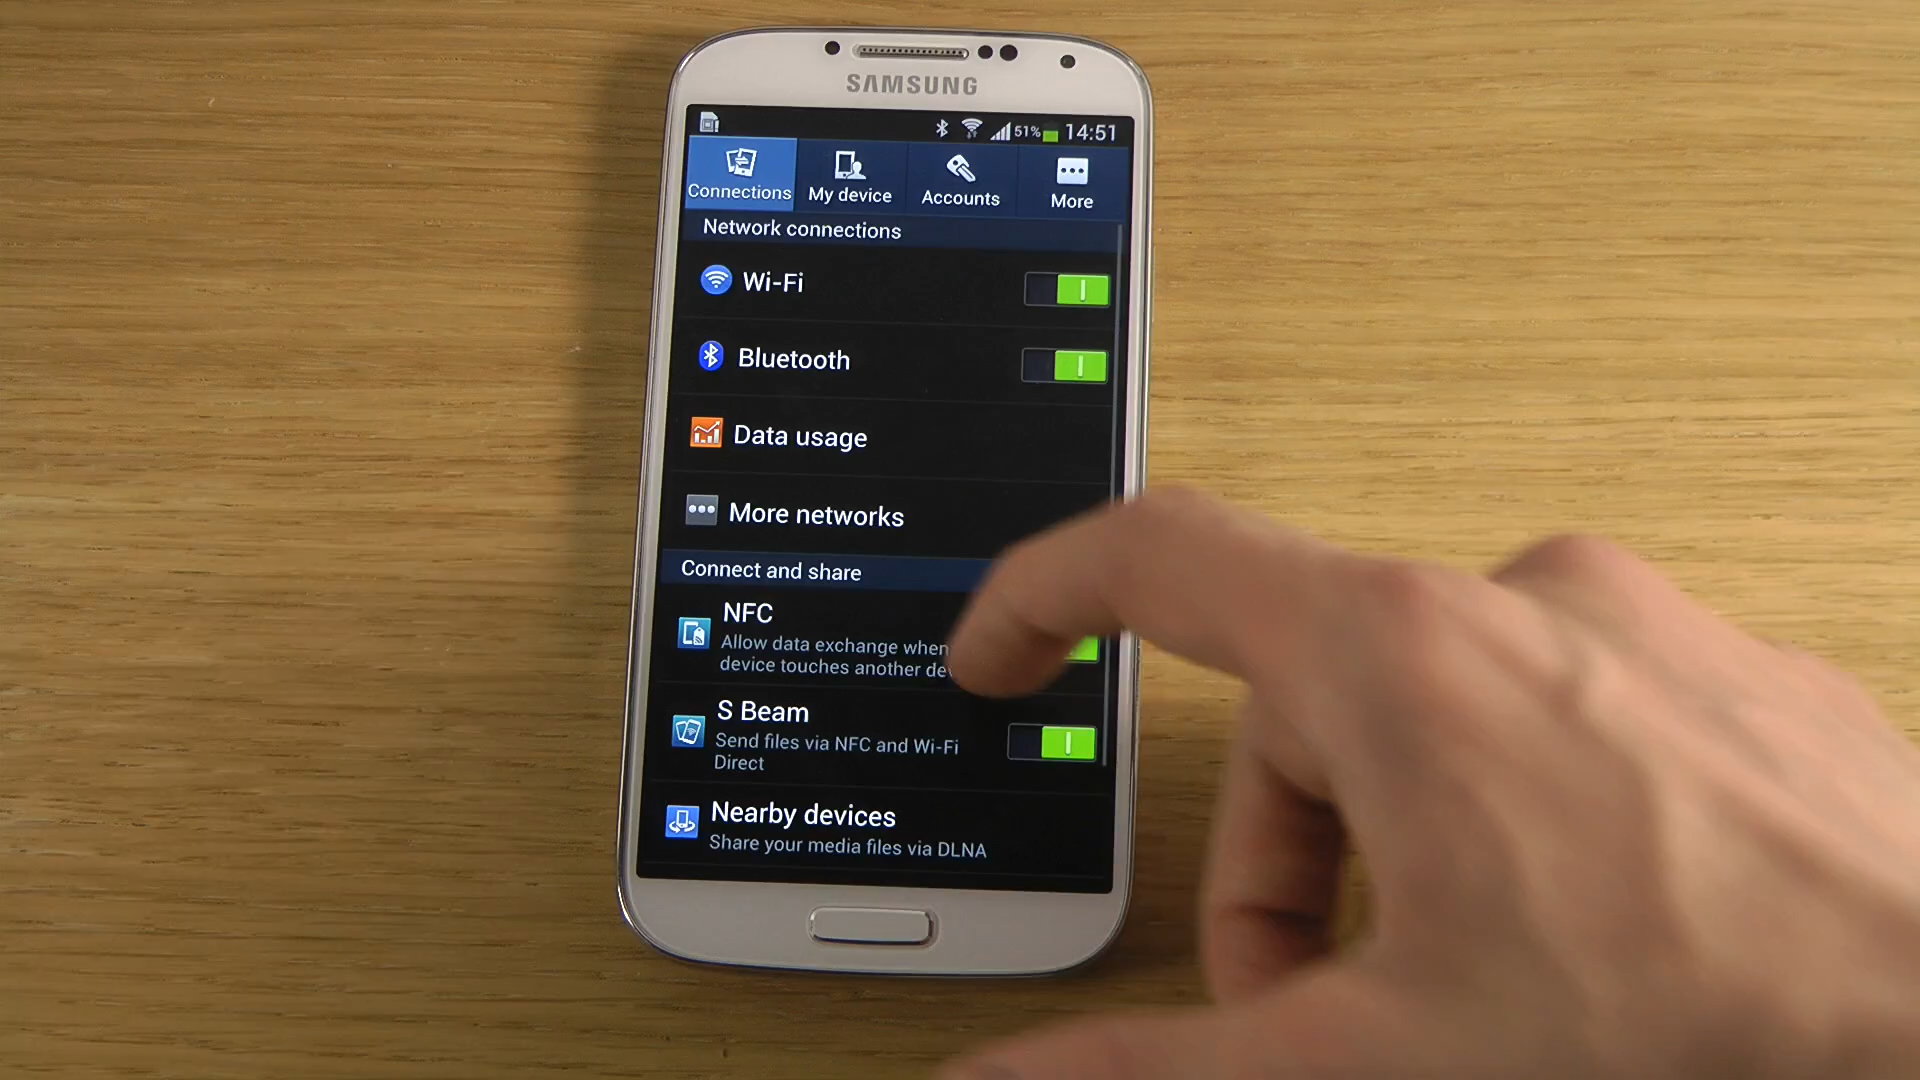 SAMSUNG
51% 14:51
Connections My device Accounts More
Network connections
Wi-Fi
Bluetooth
Data usage
More networks
Connect and share
NFC
Allow data exchange when
device touches another
S Beam
Send files via NFC and Wi-Fi
Direct
Nearby devices
Share your media files via DLNA